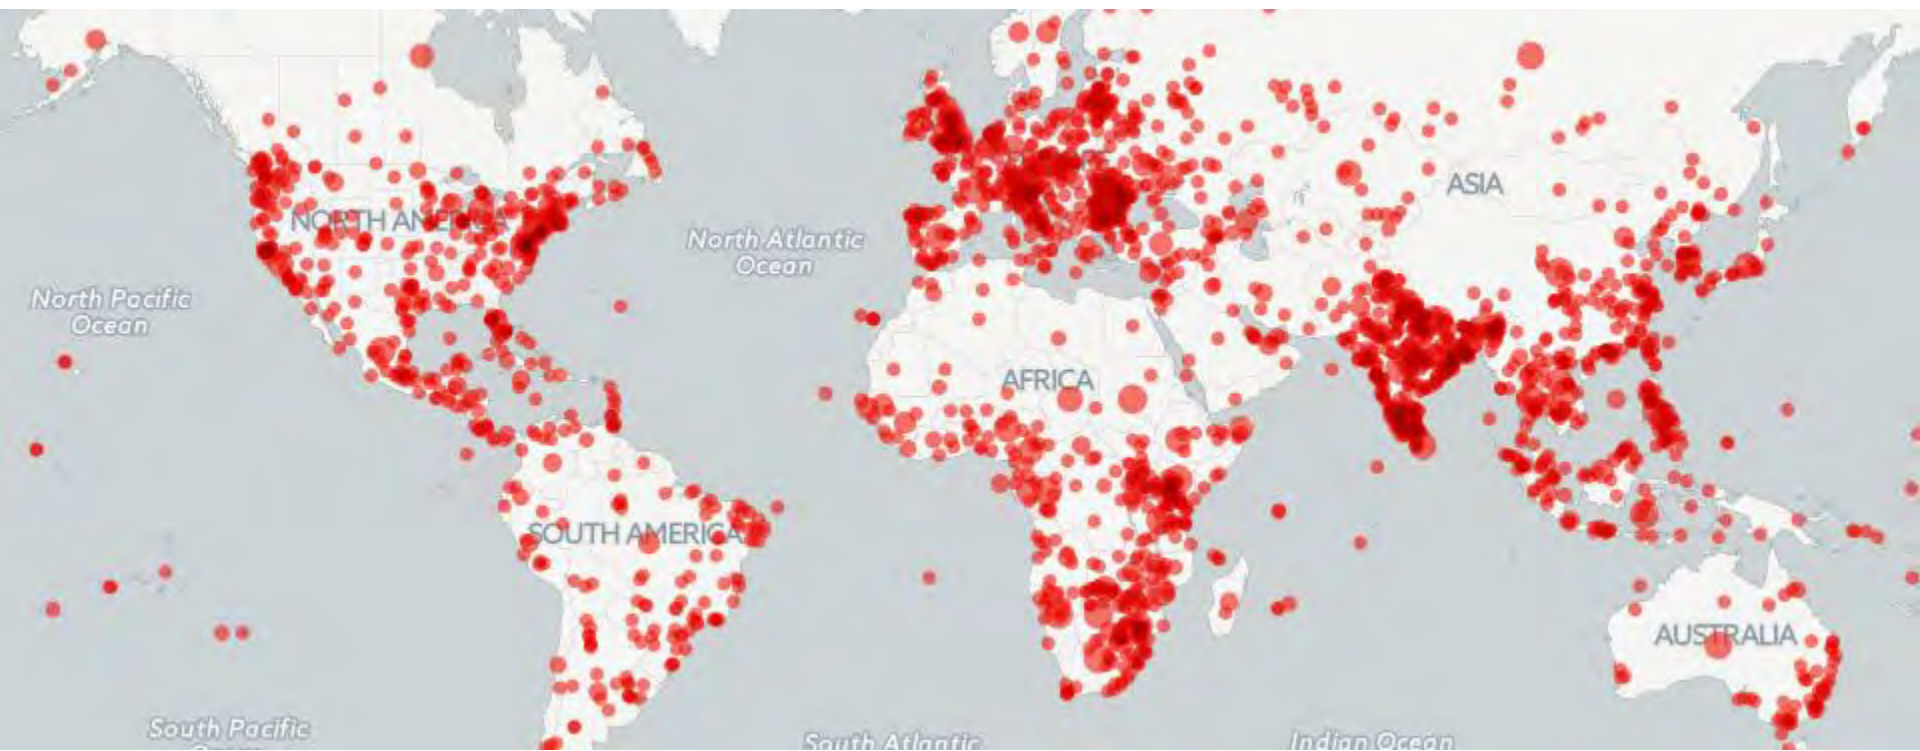 ASIA
NORTH AMERICA
North Atlantic
Ocean
North Pacific
Ocean
AFRICA
SOUTH AMERICA
AUSTRALIA
South Pacific
Ocean
South Atlantic
Indian Ocean